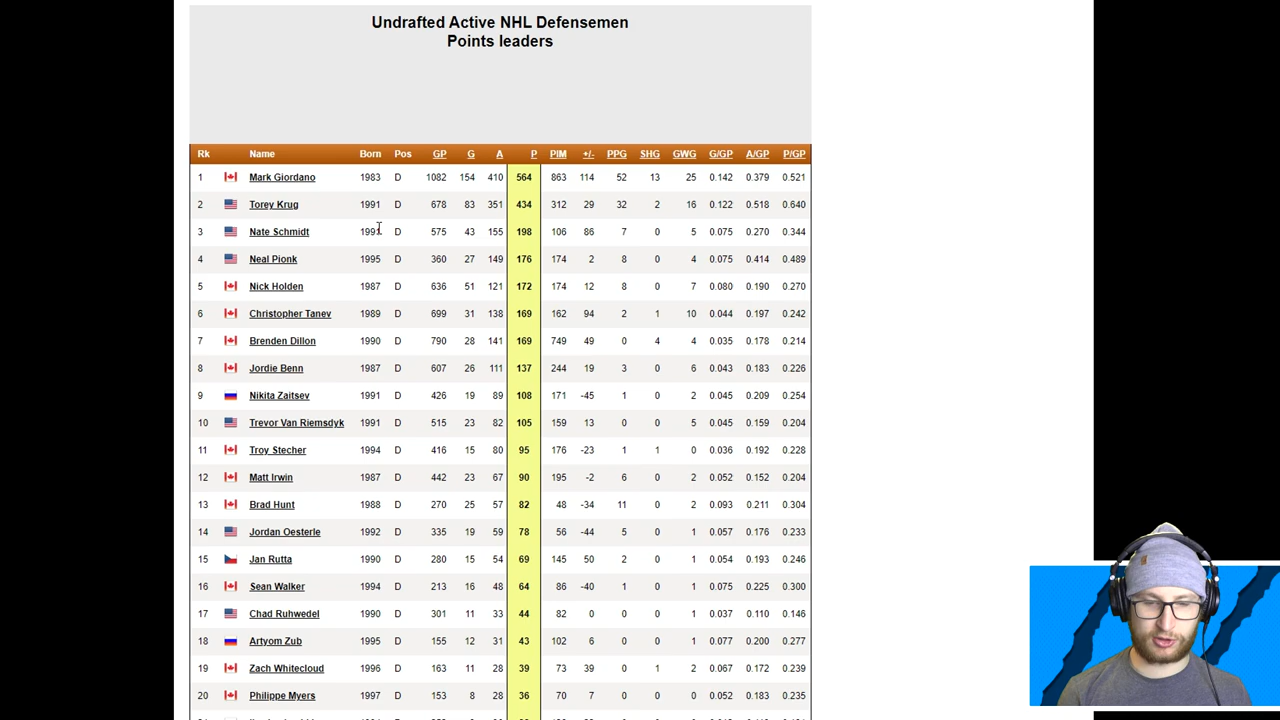 Undrafted Active NHL Defensemen
Points leaders
Rk Name Born Pos GP G A P PIM +/- PPG SHG GWG G/GP A/GP P/GP
1 Mark Giordano 1983 D 1082 154 410 564 863 114 52 13 25 0.142 0.379 0.521
2 Torey Krug 1991 D 678 83 351 434 312 29 32 2 16 0.122 0.518 0.640
3 Nate Schmidt 1991 D 575 43 155 198 106 86 7 0 5 0.075 0.270 0.344
4 Neal Pionk 1995 D 360 27 149 176 174 2 8 0 4 0.075 0.414 0.489
5 Nick Holden 1987 D 636 51 121 172 174 12 8 0 7 0.080 0.190 0.270
6 Christopher Tanev 1989 D 699 31 138 169 162 94 2 1 10 0.044 0.197 0.242
7 Brenden Dillon 1990 D 790 28 141 169 749 49 0 4 4 0.035 0.178 0.214
8 Jordie Benn 1987 D 607 26 111 137 244 19 3 0 6 0.043 0.183 0.226
9 Nikita Zaitsev 1991 D 426 19 89 108 171 -45 1 0 2 0.045 0.209 0.254
10 Trevor Van Riemsdyk 1991 D 515 23 82 105 159 13 0 0 5 0.045 0.159 0.204
11 Troy Stecher 1994 D 416 15 80 95 176 -23 1 1 0 0.036 0.192 0.228
12 Matt Irwin 1987 D 442 23 67 90 195 -2 6 0 2 0.052 0.152 0.204
13 Brad Hunt 1988 D 270 25 57 82 48 -34 11 0 2 0.093 0.211 0.304
14 Jordan Oesterle 1992 D 335 19 59 78 56 -44 5 0 1 0.057 0.176 0.233
15 Jan Rutta 1990 D 280 15 54 69 145 50 2 0 1 0.054 0.193 0.246
16 Sean Walker 1994 D 213 16 48 64 86 -40 1 0 1 0.075 0.225 0.300
17 Chad Ruhwedel 1990 D 301 11 33 44 82 0 0 0 1 0.037 0.110 0.146
18 Artyom Zub 1995 D 155 12 31 43 102 6 0 0 1 0.077 0.200 0.277
19 Zach Whitecloud 1996 D 163 11 28 39 73 39 0 1 2 0.067 0.172 0.239
20 Philippe Myers 1997 D 153 8 28 36 70 7 0 0 0 0.052 0.183 0.235